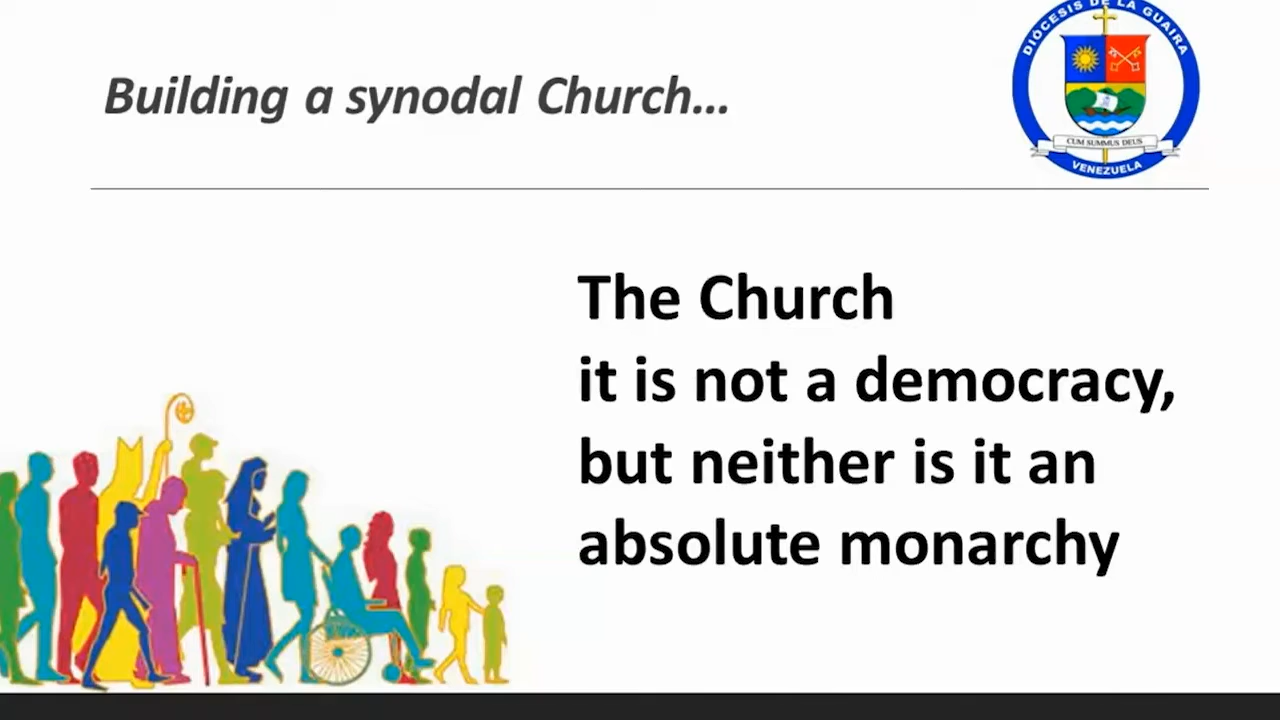 Building a synodal Church...
DIÓCESIS DE LA GUAIRA
CUM SUMMUS DEUS
VENEZUELA
The Church
it is not a democracy,
but neither is it an
absolute monarchy